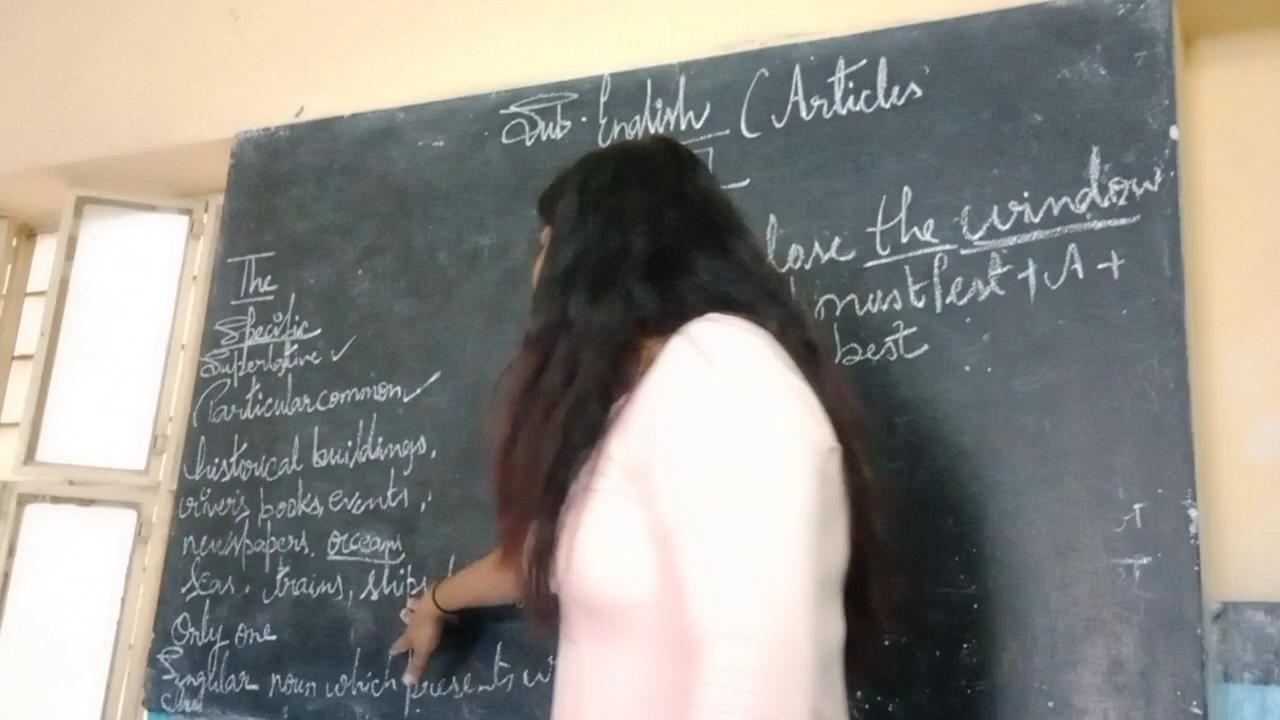 Sub. English (Articles
lose the window
must best + A +
best
The
Specific
Superlative ✓
Particular common ✓
historical buildings,
rivers books, events,
newspapers, oceans
Seas, trains, ships
Only one
Singular noun which presents w